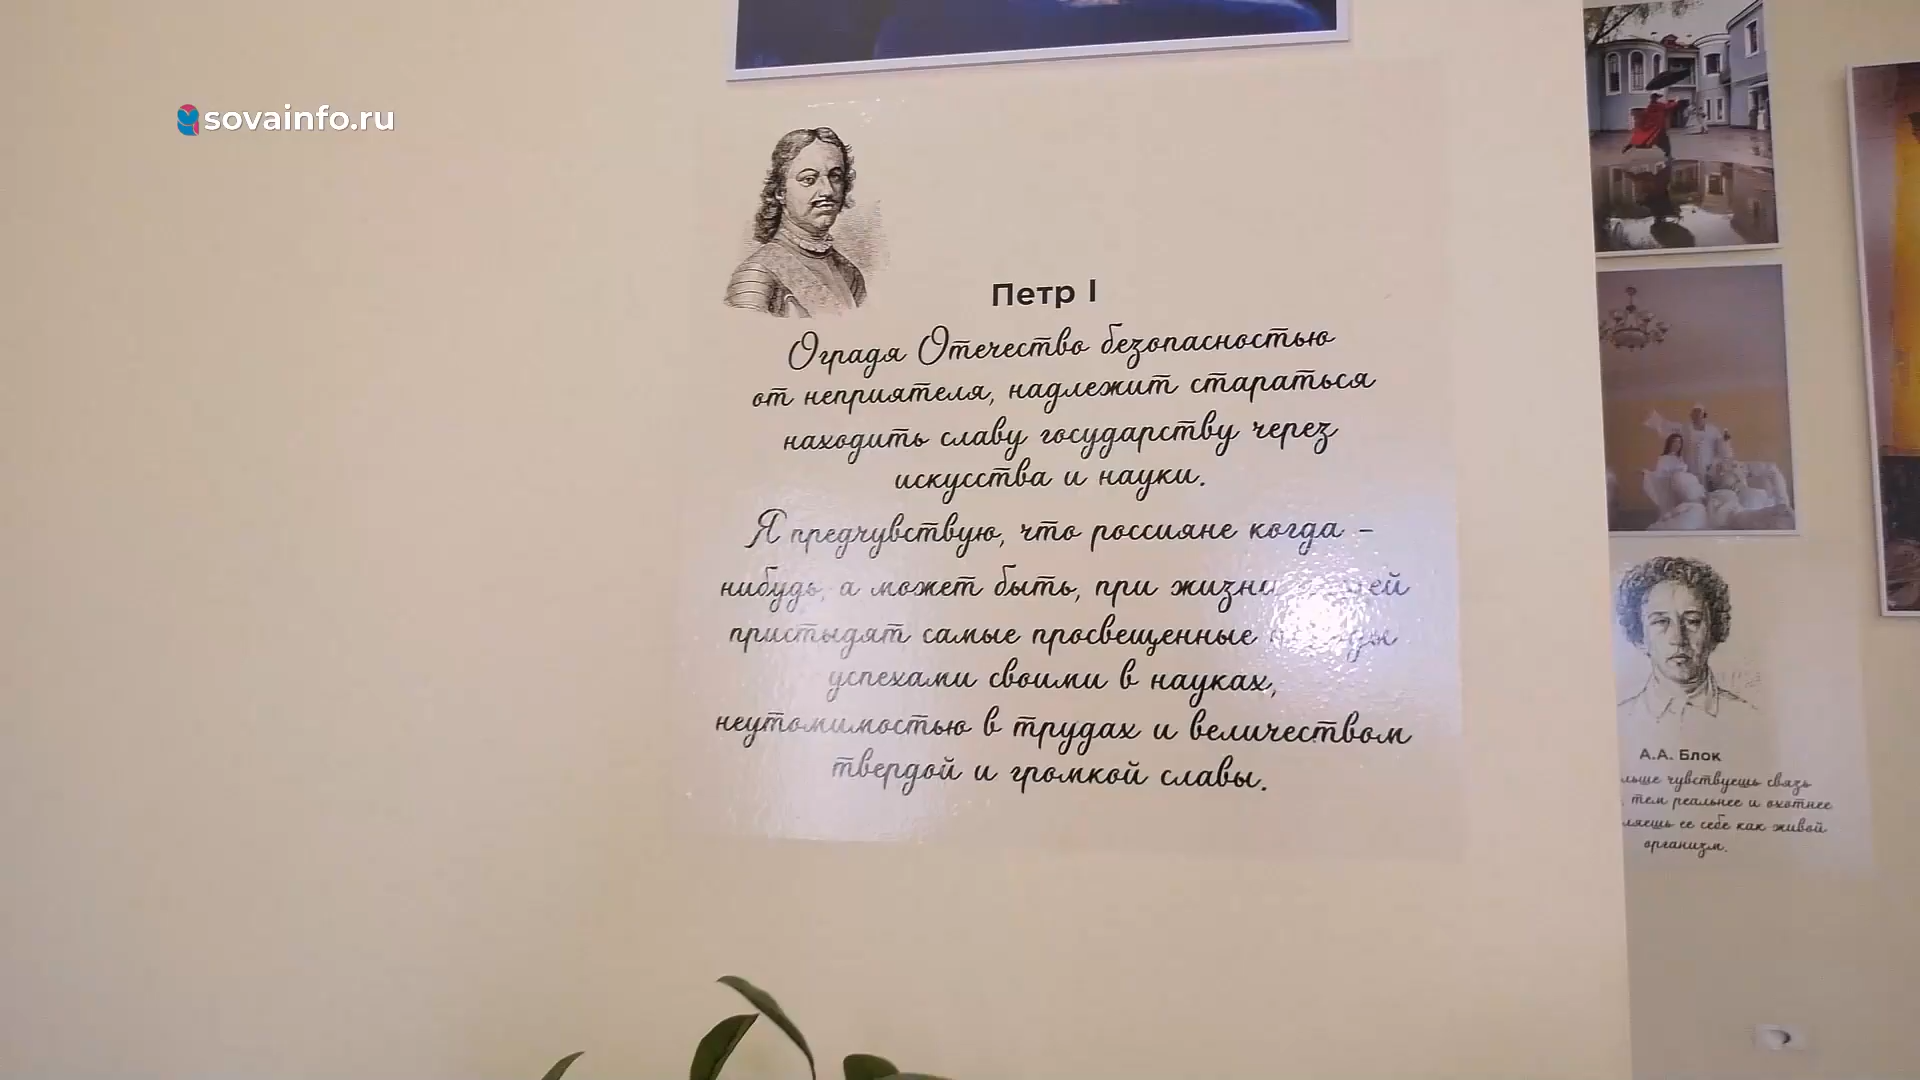 sovainfo.ru
Петр I
Оградя Отечество безопасностью
от неприятеля, надлежит стараться
находить славу государству через
искусства и науки.
Я предчувствую, что россияне когда –
нибудь, а может быть, при жизни
пристыдят самые просвещенные
успехами своими в науках,
неутомимостью в трудах и величеством
твердой и громкой славы.
А.А. Блок
чувствуешь связь
, тем реальнее и охотнее
ее себе как живой
организм.